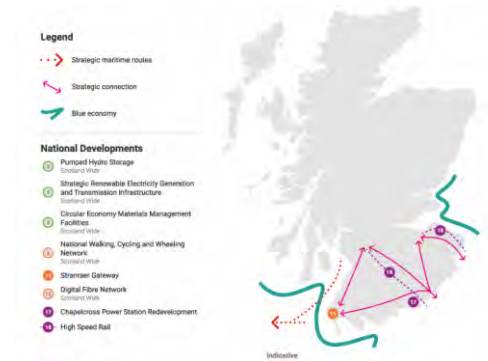 Legend
Strategic maritime routes
Strategic connection
Blue economy
National Developments
Pumped Hydro Storage
Scotland Wide
Strategic Renewable Electricity Generation
and Transmission Infrastructure
Scotland Wide
Circular Economy Materials Management
Facilities
Scotland Wide
National Walking, Cycling and Wheeling
Network
Scotland Wide
Stranraer Gateway
Digital Fibre Network
Scotland Wide
Chapelcross Power Station Redevelopment
High Speed Rail
18
18
17
11
Indicative